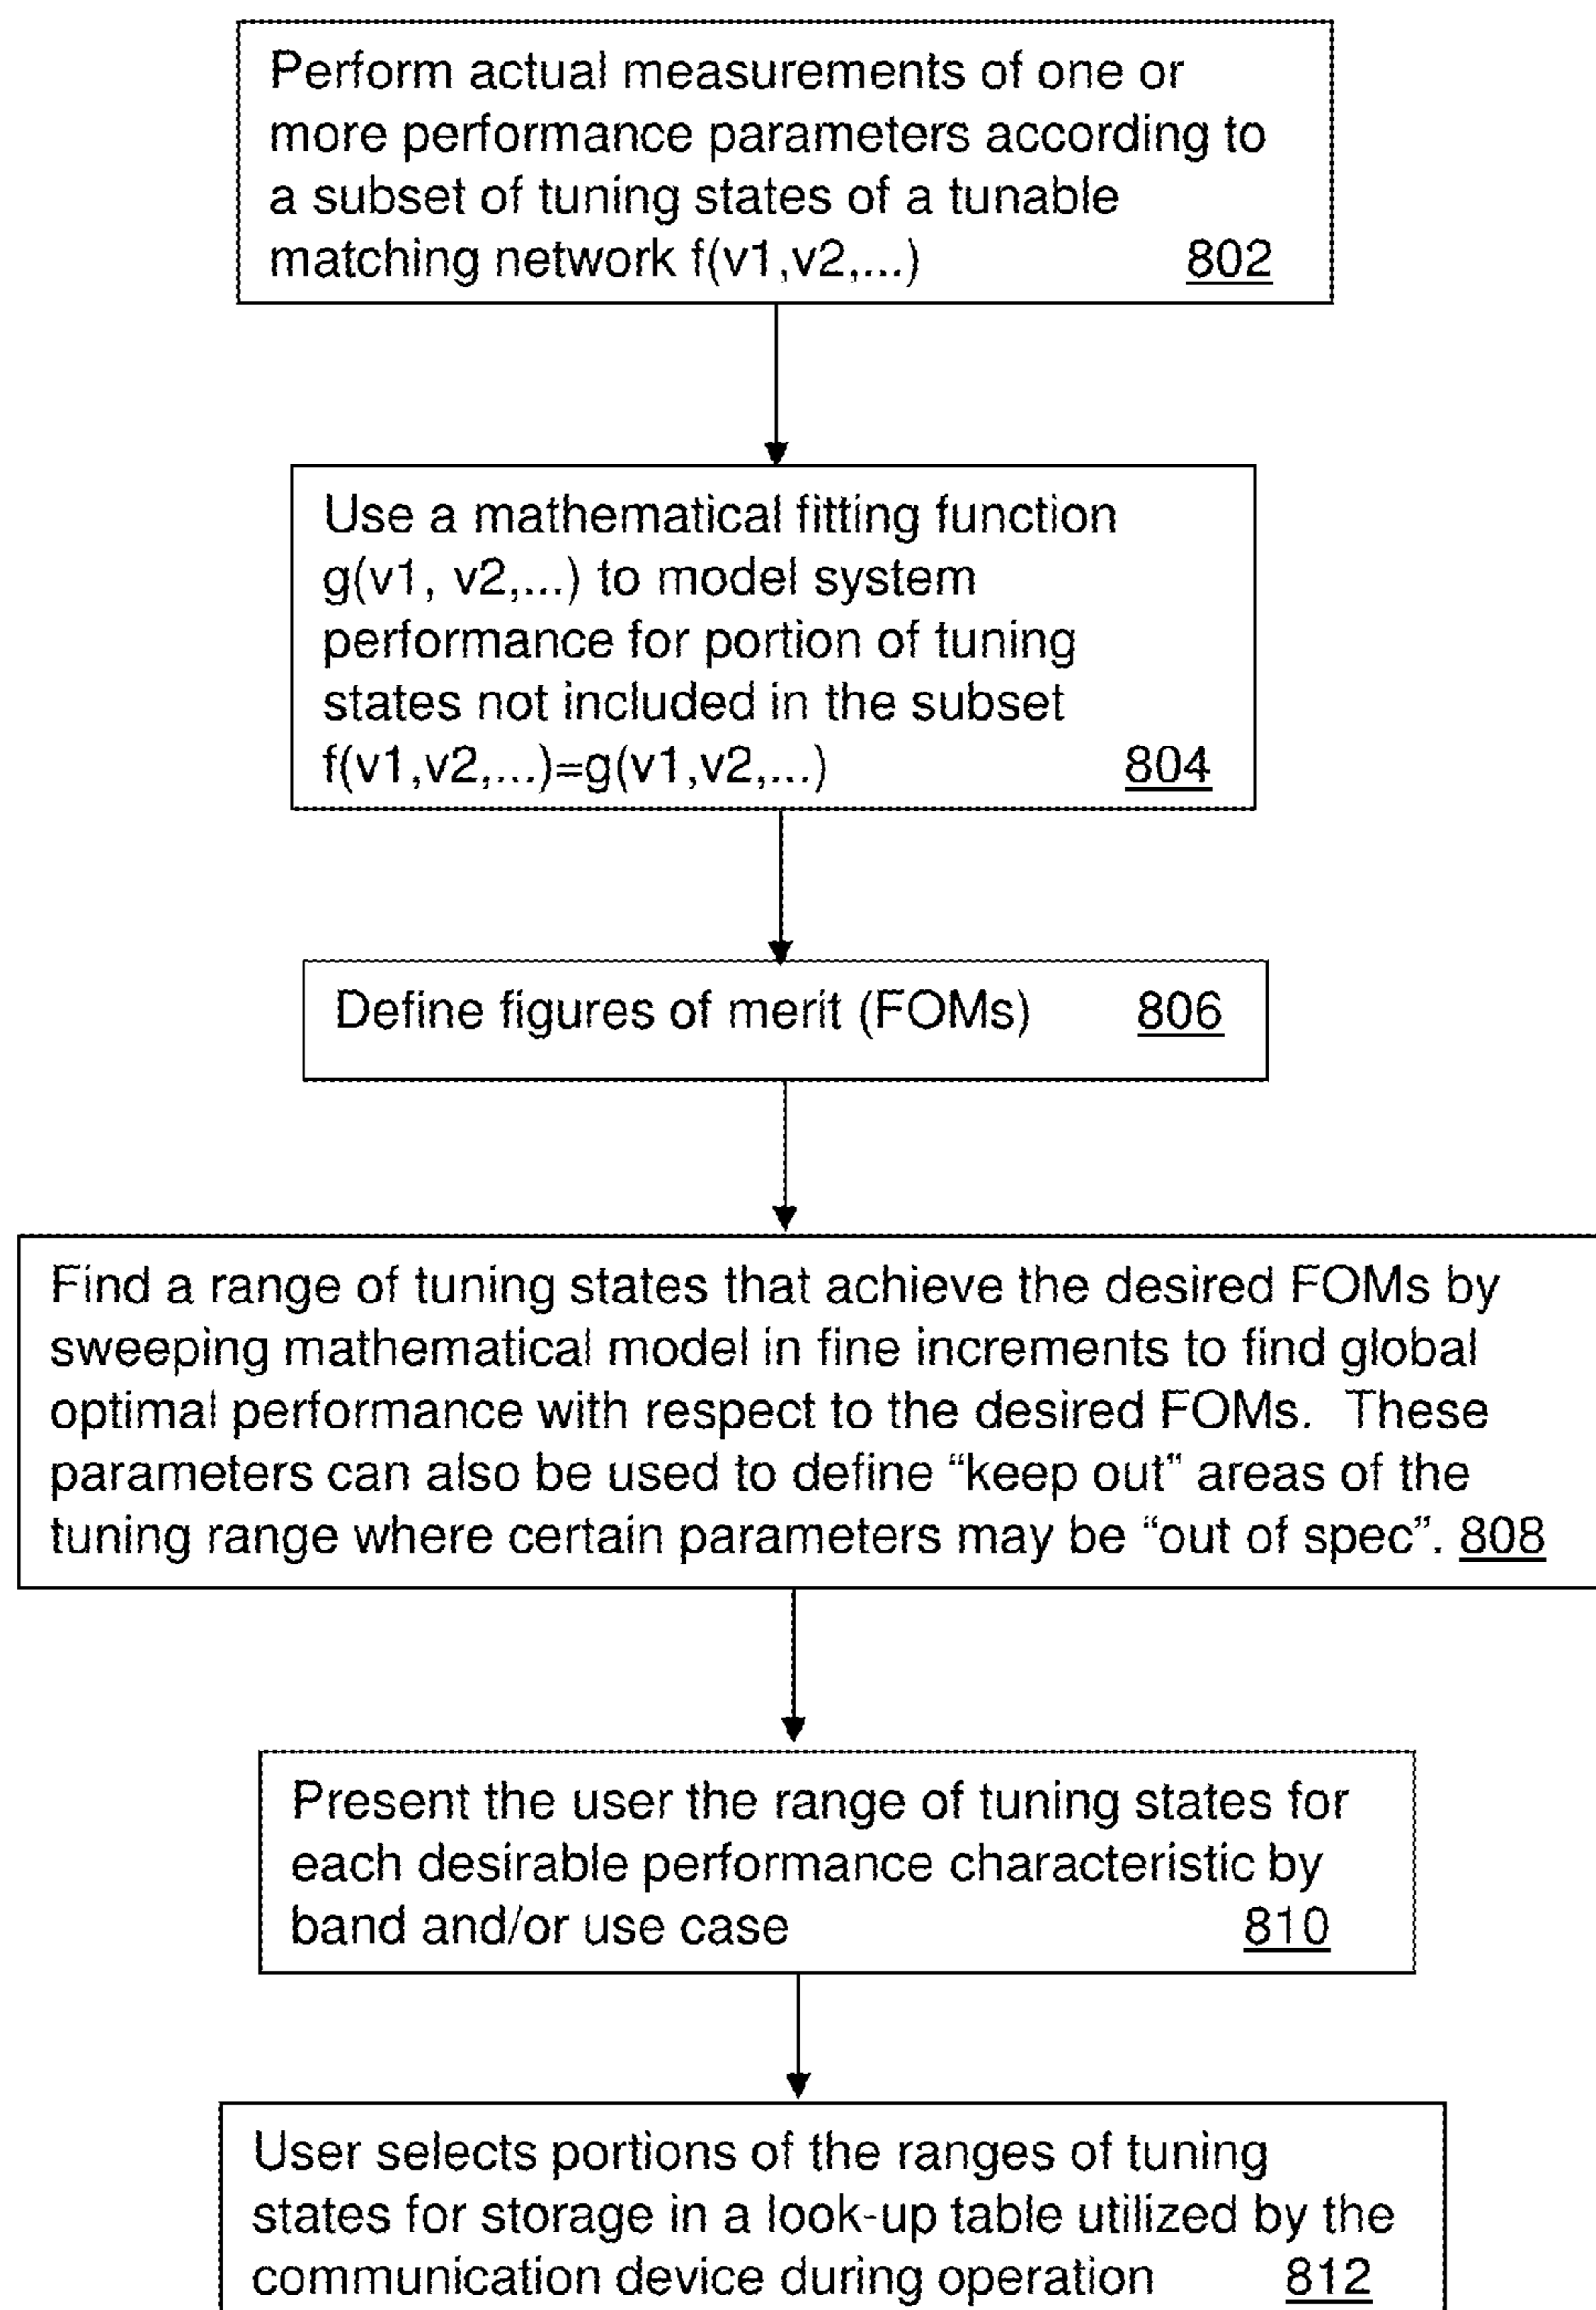 Perform actual measurements of one or
more performance parameters according to
a subset of tuning states of a tunable
matching network f(v1,v2,...) 802
Use a mathematical fitting function
g(v1, v2,...) to model system
performance for portion of tuning
states not included in the subset
f(v1,v2,...)=g(v1,v2,...) 804
Define figures of merit (FOMs) 806
Find a range of tuning states that achieve the desired FOMs by
sweeping mathematical model in fine increments to find global
optimal performance with respect to the desired FOMs. These
parameters can also be used to define “keep out” areas of the
tuning range where certain parameters may be “out of spec”. 808
Present the user the range of tuning states for
each desirable performance characteristic by
band and/or use case 810
User selects portions of the ranges of tuning
states for storage in a look-up table utilized by the
communication device during operation 812